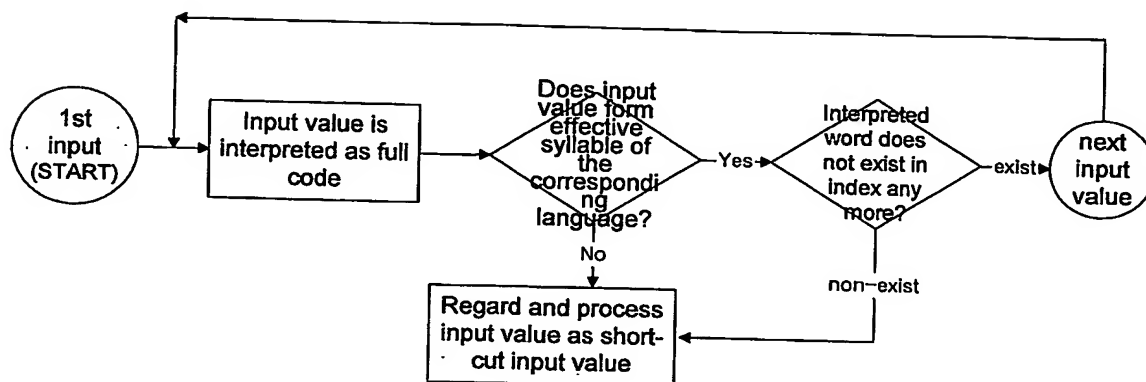 1st
input
(START)
Input value is
interpreted as full
code
Does input
value form
effective
syllable of
the
correspondi
ng
language?
Yes
Interpreted
word does
not exist in
index any
more?
exist
next
input
value
No
non-exist
Regard and process
input value as short-
cut input value